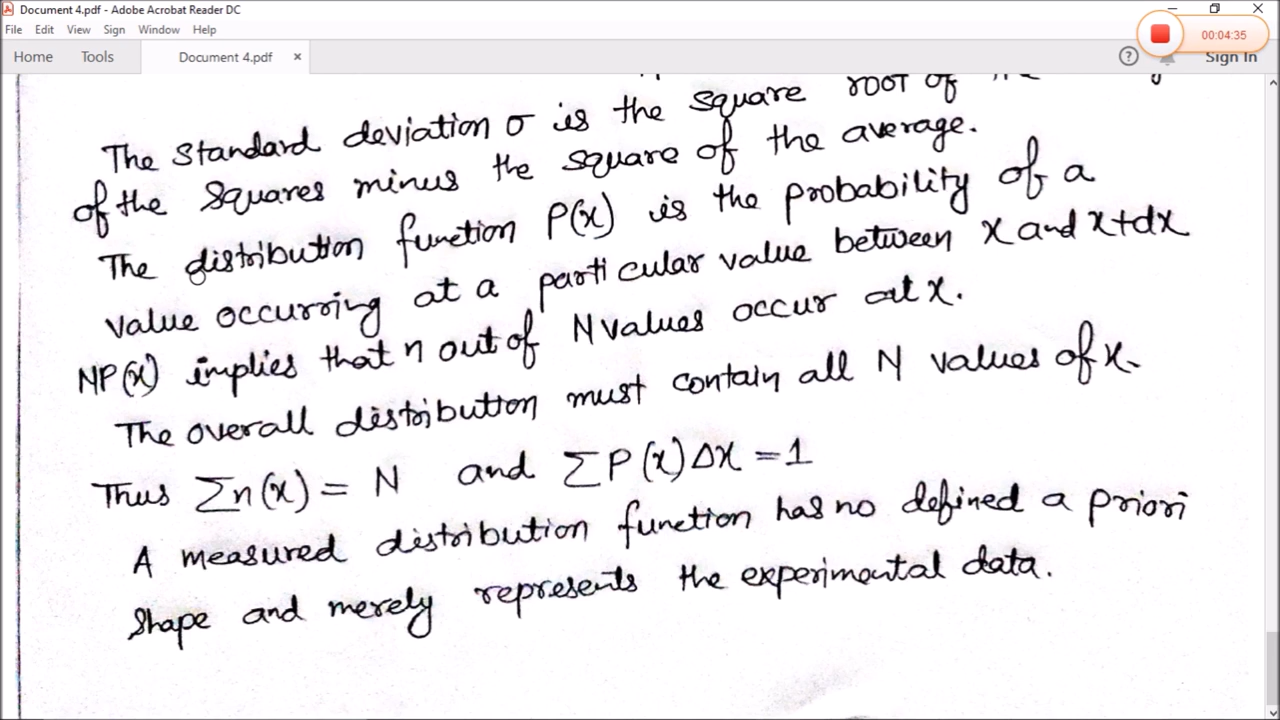 Document 4.pdf - Adobe Acrobat Reader DC
File Edit View Sign Window Help
00:04:35
Home Tools Document 4.pdf × Sign In
The standard deviation σ is the square root of
of the squares minus the square of the average.
The distribution function P(x) is the probability of a
value occurring at a particular value between x and x+dx
NP(x) implies that n out of N values occur at x.
The overall distribution must contain all N values of x.
Thus Σn(x) = N and ΣP(x)Δx = 1
A measured distribution function has no defined a priori
shape and merely represents the experimental data.